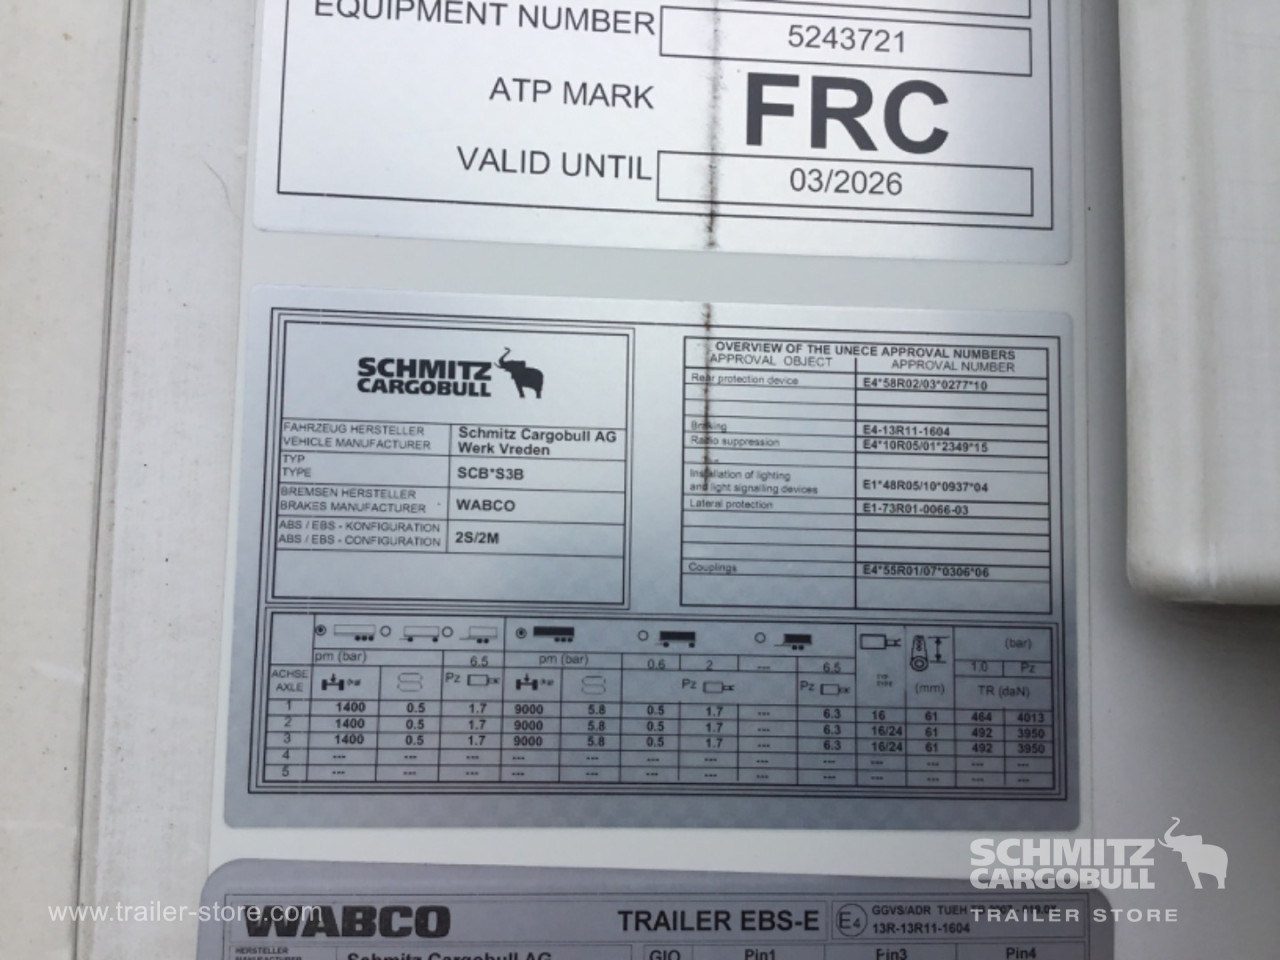 EQUIPMENT NUMBER 5243721
ATP MARK FRC
VALID UNTIL 03/2026
SCHMITZ
CARGOBULL
FAHRZEUG HERSTELLER
VEHICLE MANUFACTURER
Schmitz Cargobull AG
Werk Vreden
TYP
TYPE
SCB*S3B
BREMSEN HERSTELLER
BRAKES MANUFACTURER
WABCO
ABS / EBS - KONFIGURATION
ABS / EBS - CONFIGURATION
2S/2M
OVERVIEW OF THE UNECE APPROVAL NUMBERS
APPROVAL OBJECT APPROVAL NUMBER
Rear protection device E4*58R02/03*0277*10
Braking E4-13R11-1604
Radio suppression E4*10R05/01*2349*15
Installation of lighting
and light signalling devices E1*48R05/10*0937*04
Lateral protection E1-73R01-0066-03
Couplings E4*55R01/07*0306*06
pm (bar) 6.5 pm (bar) 0.6 2 --- 6.5 (bar)
1.0 Pz
ACHSE
AXLE
Pz Pz Pz (mm) TR (daN)
1 1400 0.5 1.7 9000 5.8 0.5 1.7 --- 6.3 16 61 464 4013
2 1400 0.5 1.7 9000 5.8 0.5 1.7 --- 6.3 16/24 61 492 3950
3 1400 0.5 1.7 9000 5.8 0.5 1.7 --- 6.3 16/24 61 492 3950
4 --- --- --- --- --- --- --- --- --- --- --- --- ---
5 --- --- --- --- --- --- --- --- --- --- --- --- ---
SCHMITZ
CARGOBULL
TRAILER STORE
www.trailer-store.com
WABCO TRAILER EBS-E E4 GGVS/ADR TUEH
13R-13R11-1604
HERSTELLER
Schmitz Cargobull AG GIO Pin1 Pin3 Pin4